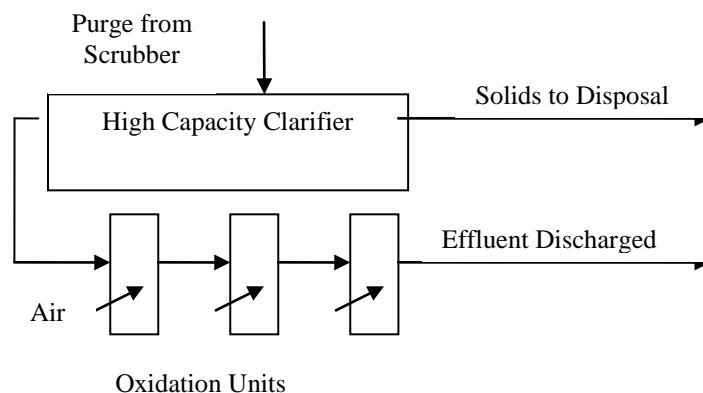 Purge from
Scrubber
High Capacity Clarifier
Solids to Disposal
Effluent Discharged
Air
Oxidation Units